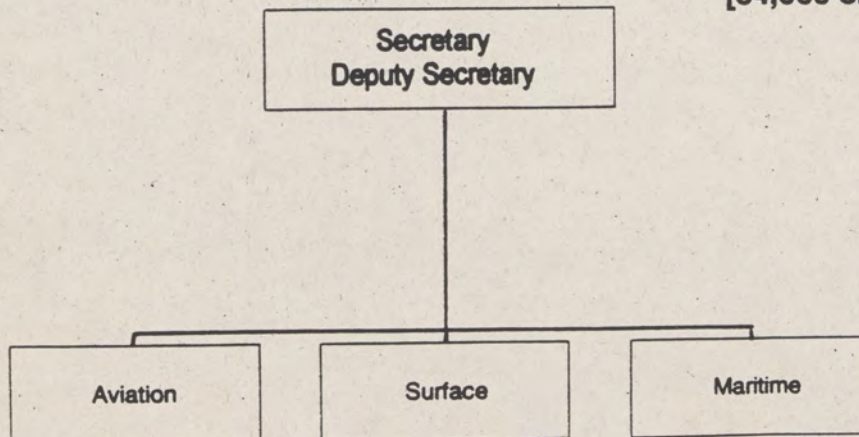 Secretary
Deputy Secretary
Aviation
Surface
Maritime